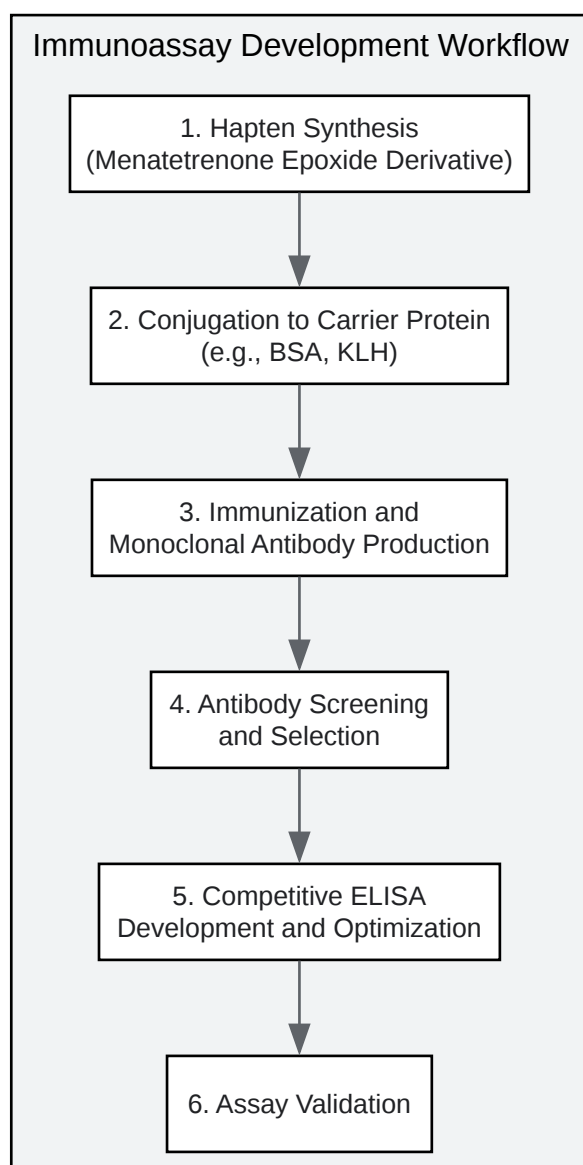 Immunoassay Development Workflow
1. Hapten Synthesis
(Menatetrenone Epoxide Derivative)
2. Conjugation to Carrier Protein
(e.g., BSA, KLH)
3. Immunization and
Monoclonal Antibody Production
4. Antibody Screening
and Selection
5. Competitive ELISA
Development and Optimization
6. Assay Validation